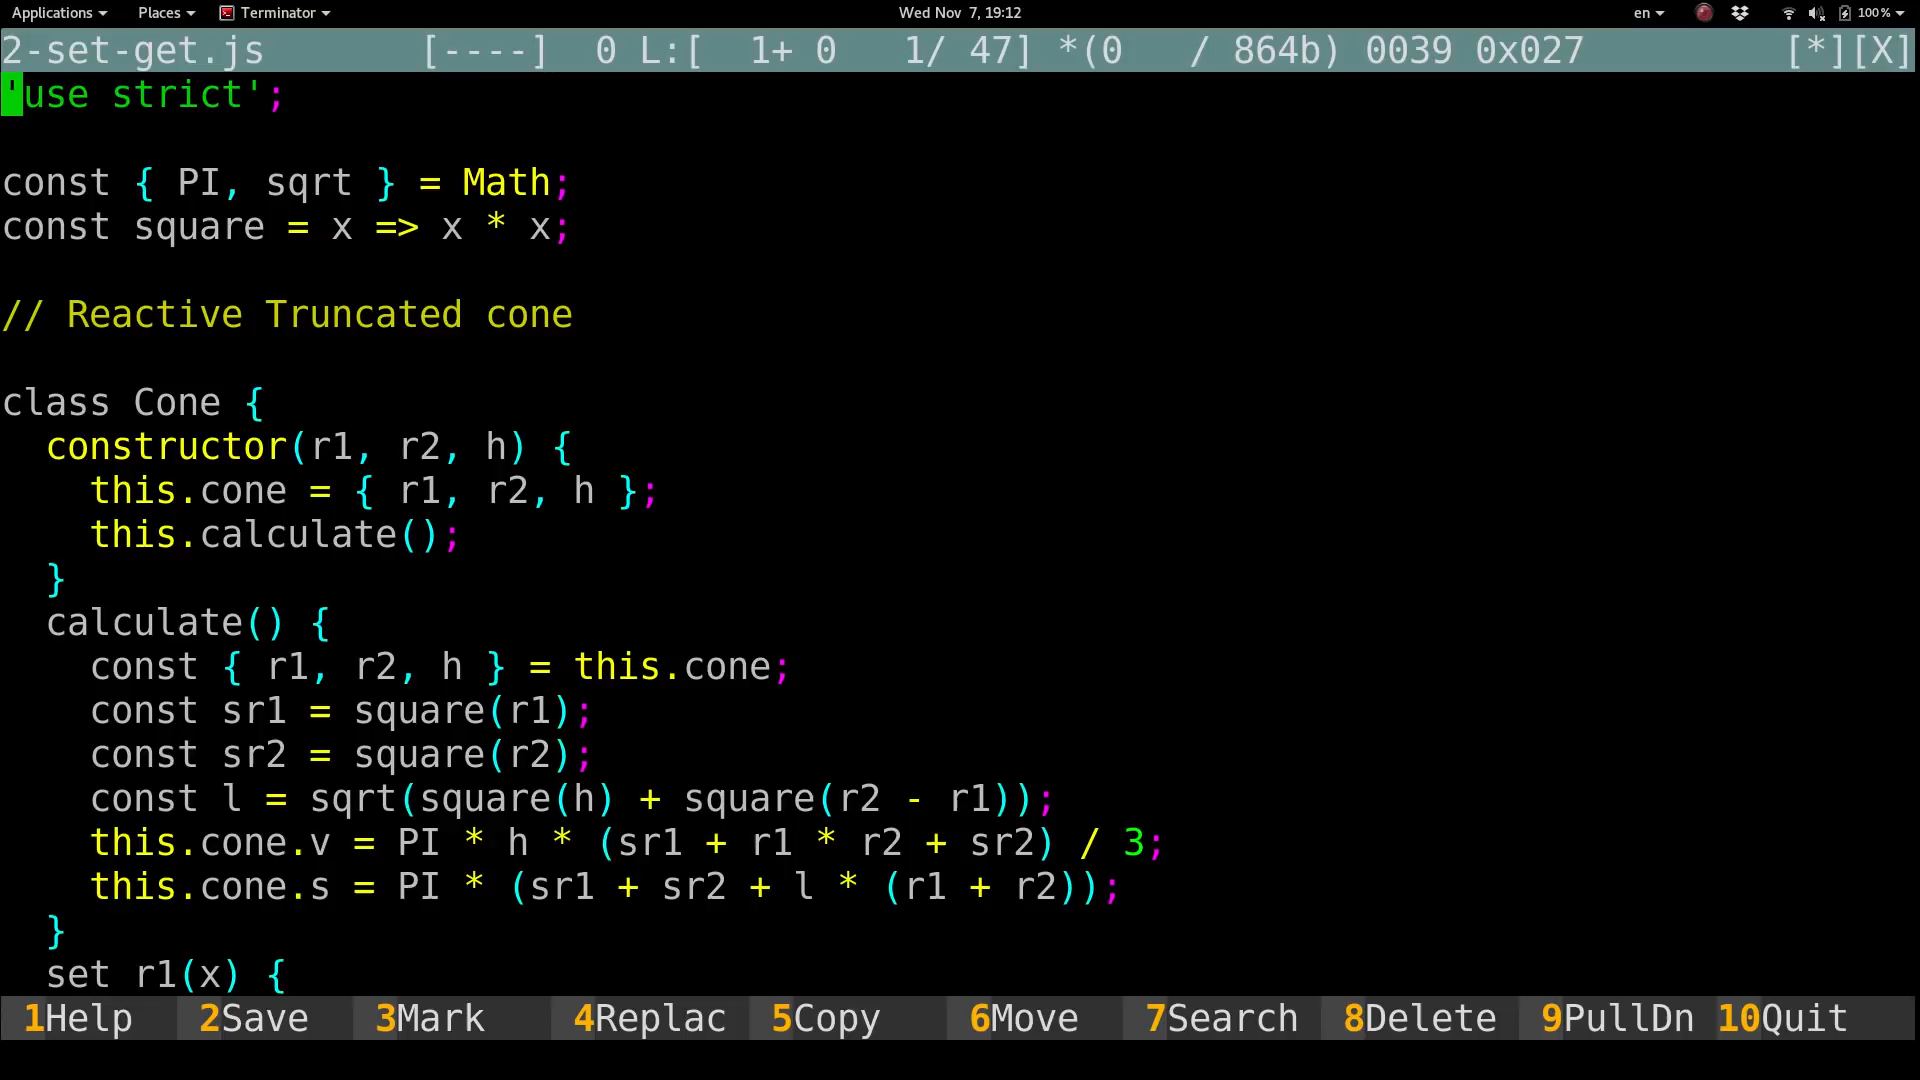 Applications Places Terminator Wed Nov 7, 19:12 en 100%
2-set-get.js [----] 0 L:[ 1+ 0 1/ 47] *(0 / 864b) 0039 0x027 [*][X]
'use strict';
const { PI, sqrt } = Math;
const square = x => x * x;
// Reactive Truncated cone
class Cone {
constructor(r1, r2, h) {
this.cone = { r1, r2, h };
this.calculate();
}
calculate() {
const { r1, r2, h } = this.cone;
const sr1 = square(r1);
const sr2 = square(r2);
const l = sqrt(square(h) + square(r2 - r1));
this.cone.v = PI * h * (sr1 + r1 * r2 + sr2) / 3;
this.cone.s = PI * (sr1 + sr2 + l * (r1 + r2));
}
set r1(x) {
1Help 2Save 3Mark 4Replac 5Copy 6Move 7Search 8Delete 9PullDn 10Quit